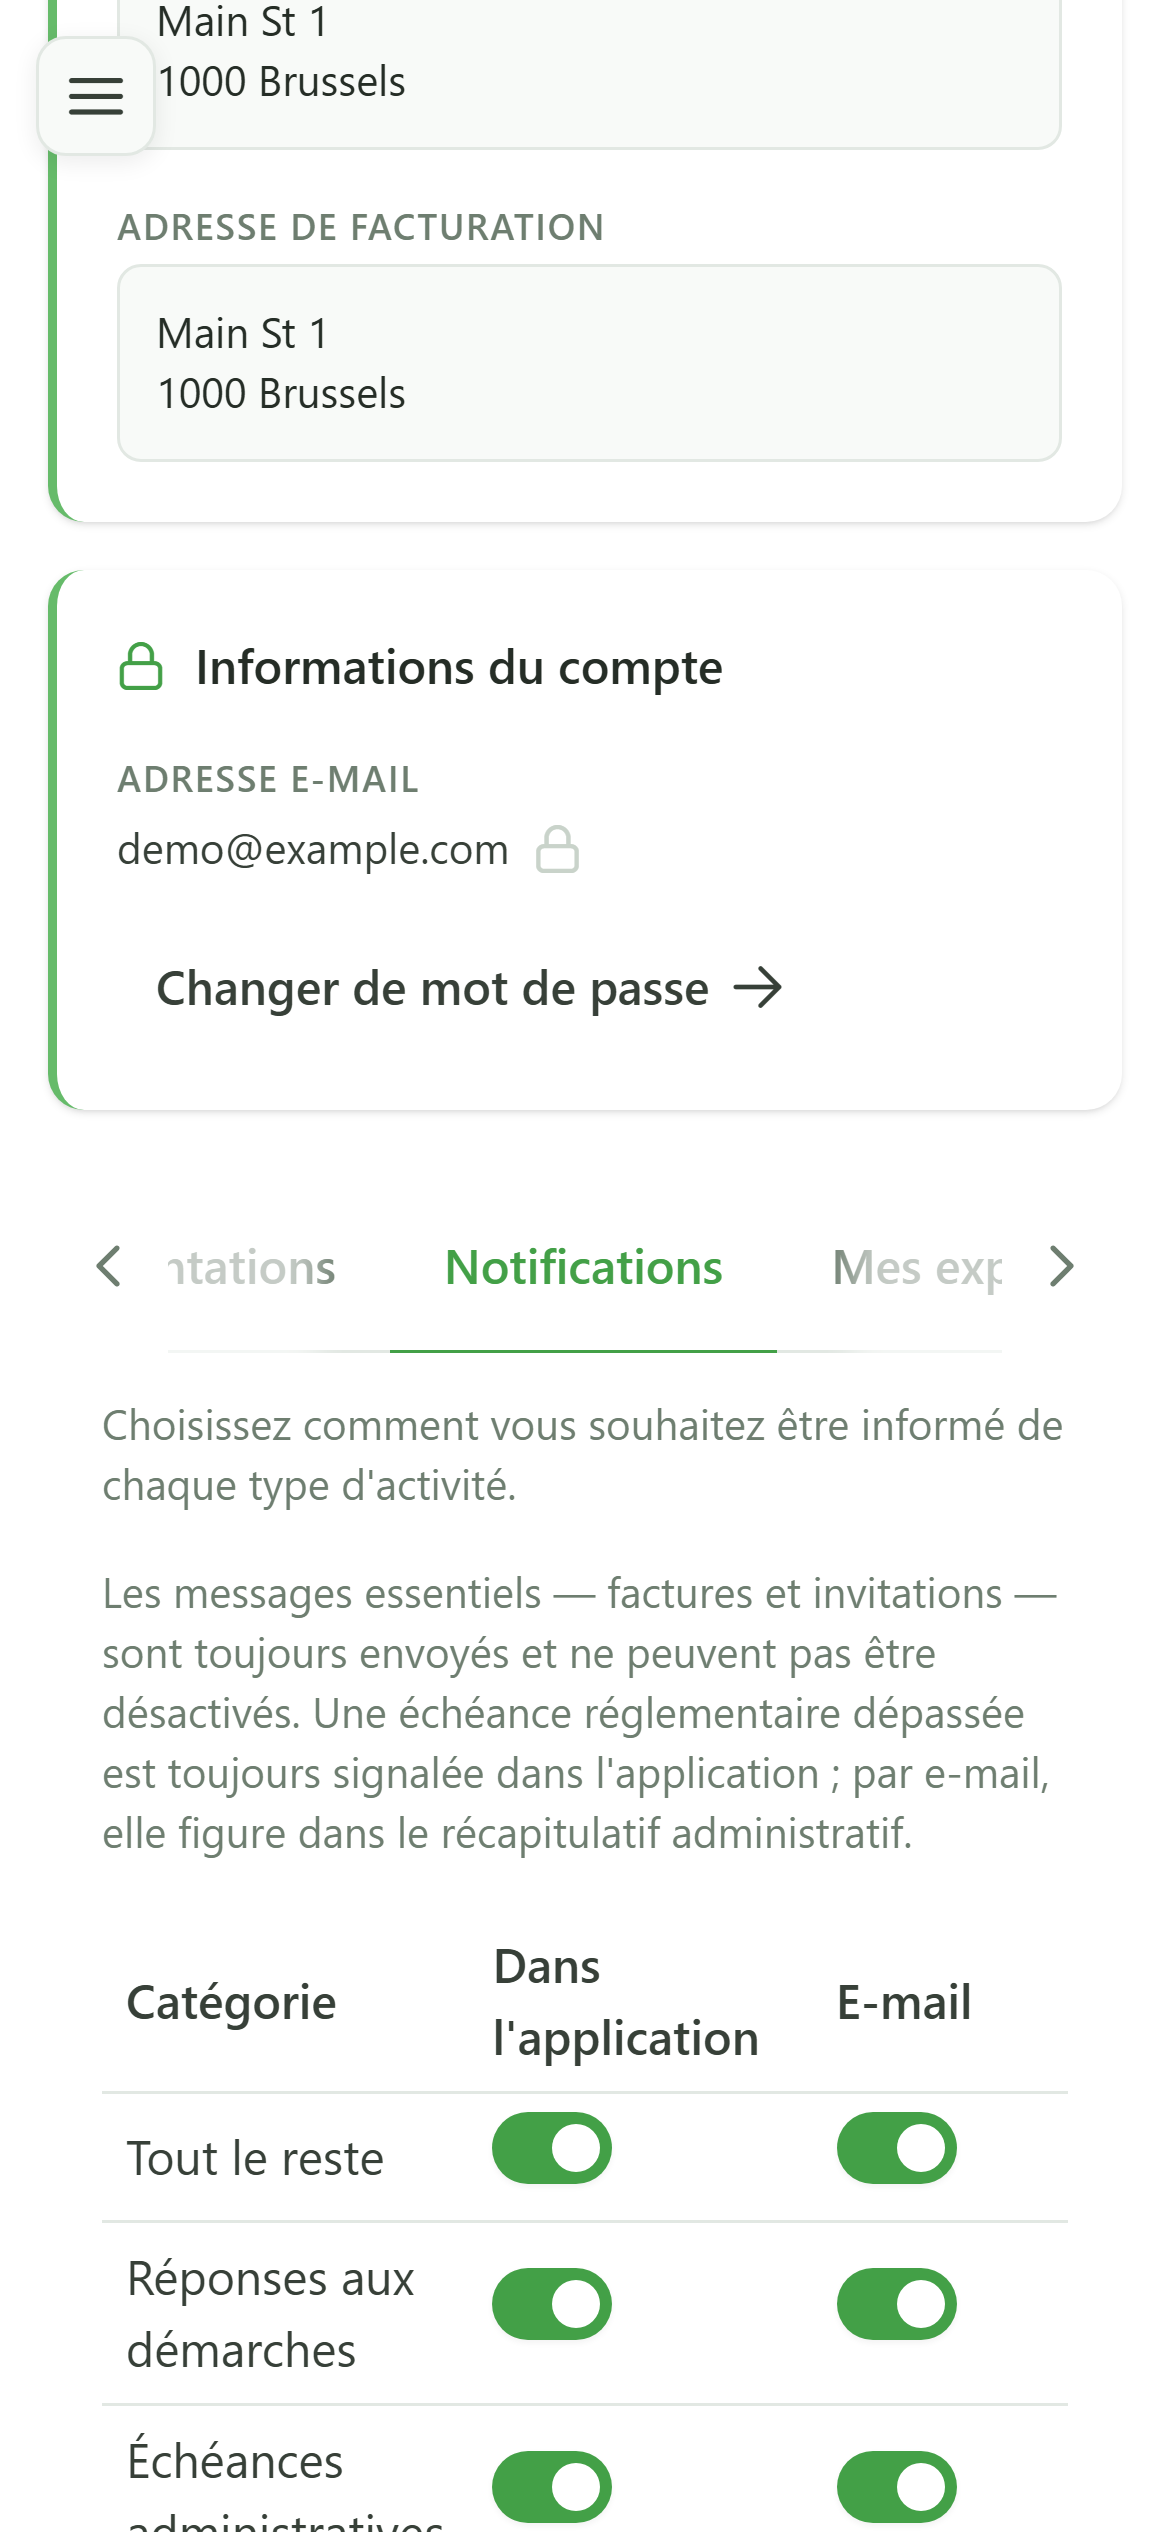 Main St 1
1000 Brussels
ADRESSE DE FACTURATION
Main St 1
1000 Brussels
Informations du compte
ADRESSE E-MAIL
demo@example.com
Changer de mot de passe
ntations Notifications Mes exp
Choisissez comment vous souhaitez être informé de
chaque type d'activité.
Les messages essentiels — factures et invitations —
sont toujours envoyés et ne peuvent pas être
désactivés. Une échéance réglementaire dépassée
est toujours signalée dans l'application ; par e-mail,
elle figure dans le récapitulatif administratif.
Catégorie
Dans
l'application
E-mail
Tout le reste
Réponses aux
démarches
Échéances
administratives